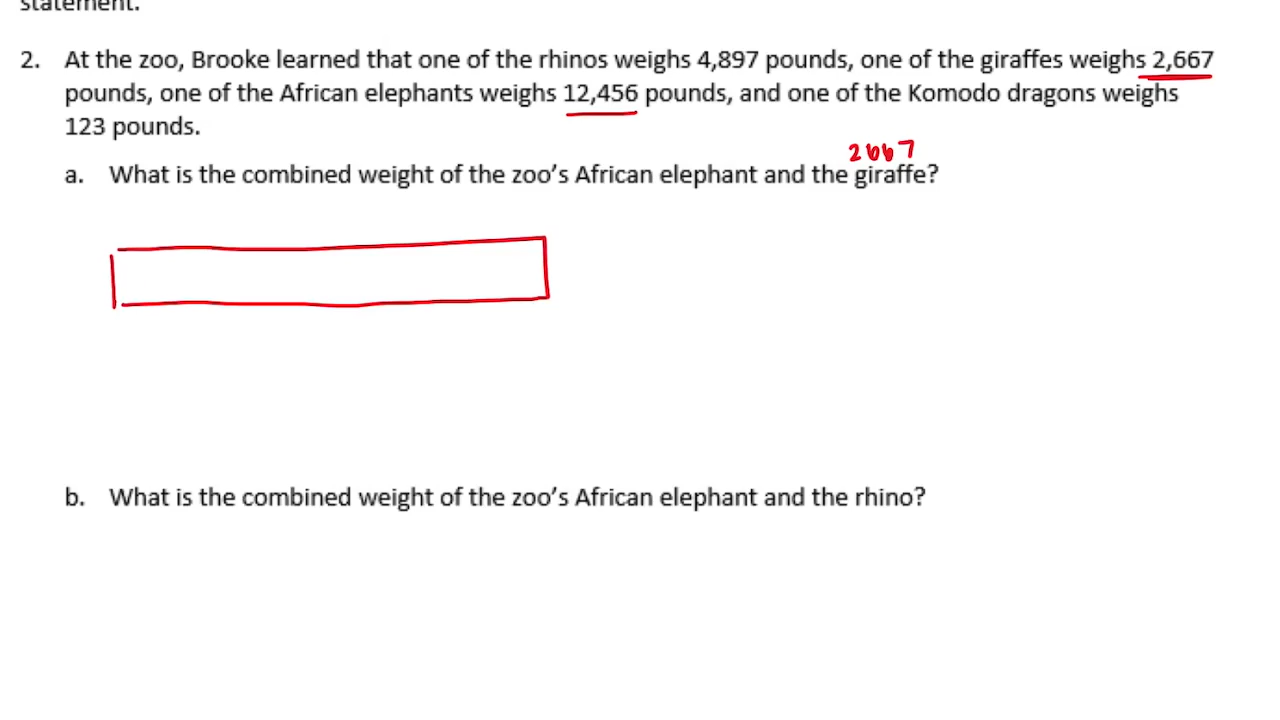 statement.
2. At the zoo, Brooke learned that one of the rhinos weighs 4,897 pounds, one of the giraffes weighs 2,667
pounds, one of the African elephants weighs 12,456 pounds, and one of the Komodo dragons weighs
123 pounds.
2667
a. What is the combined weight of the zoo's African elephant and the giraffe?
b. What is the combined weight of the zoo's African elephant and the rhino?